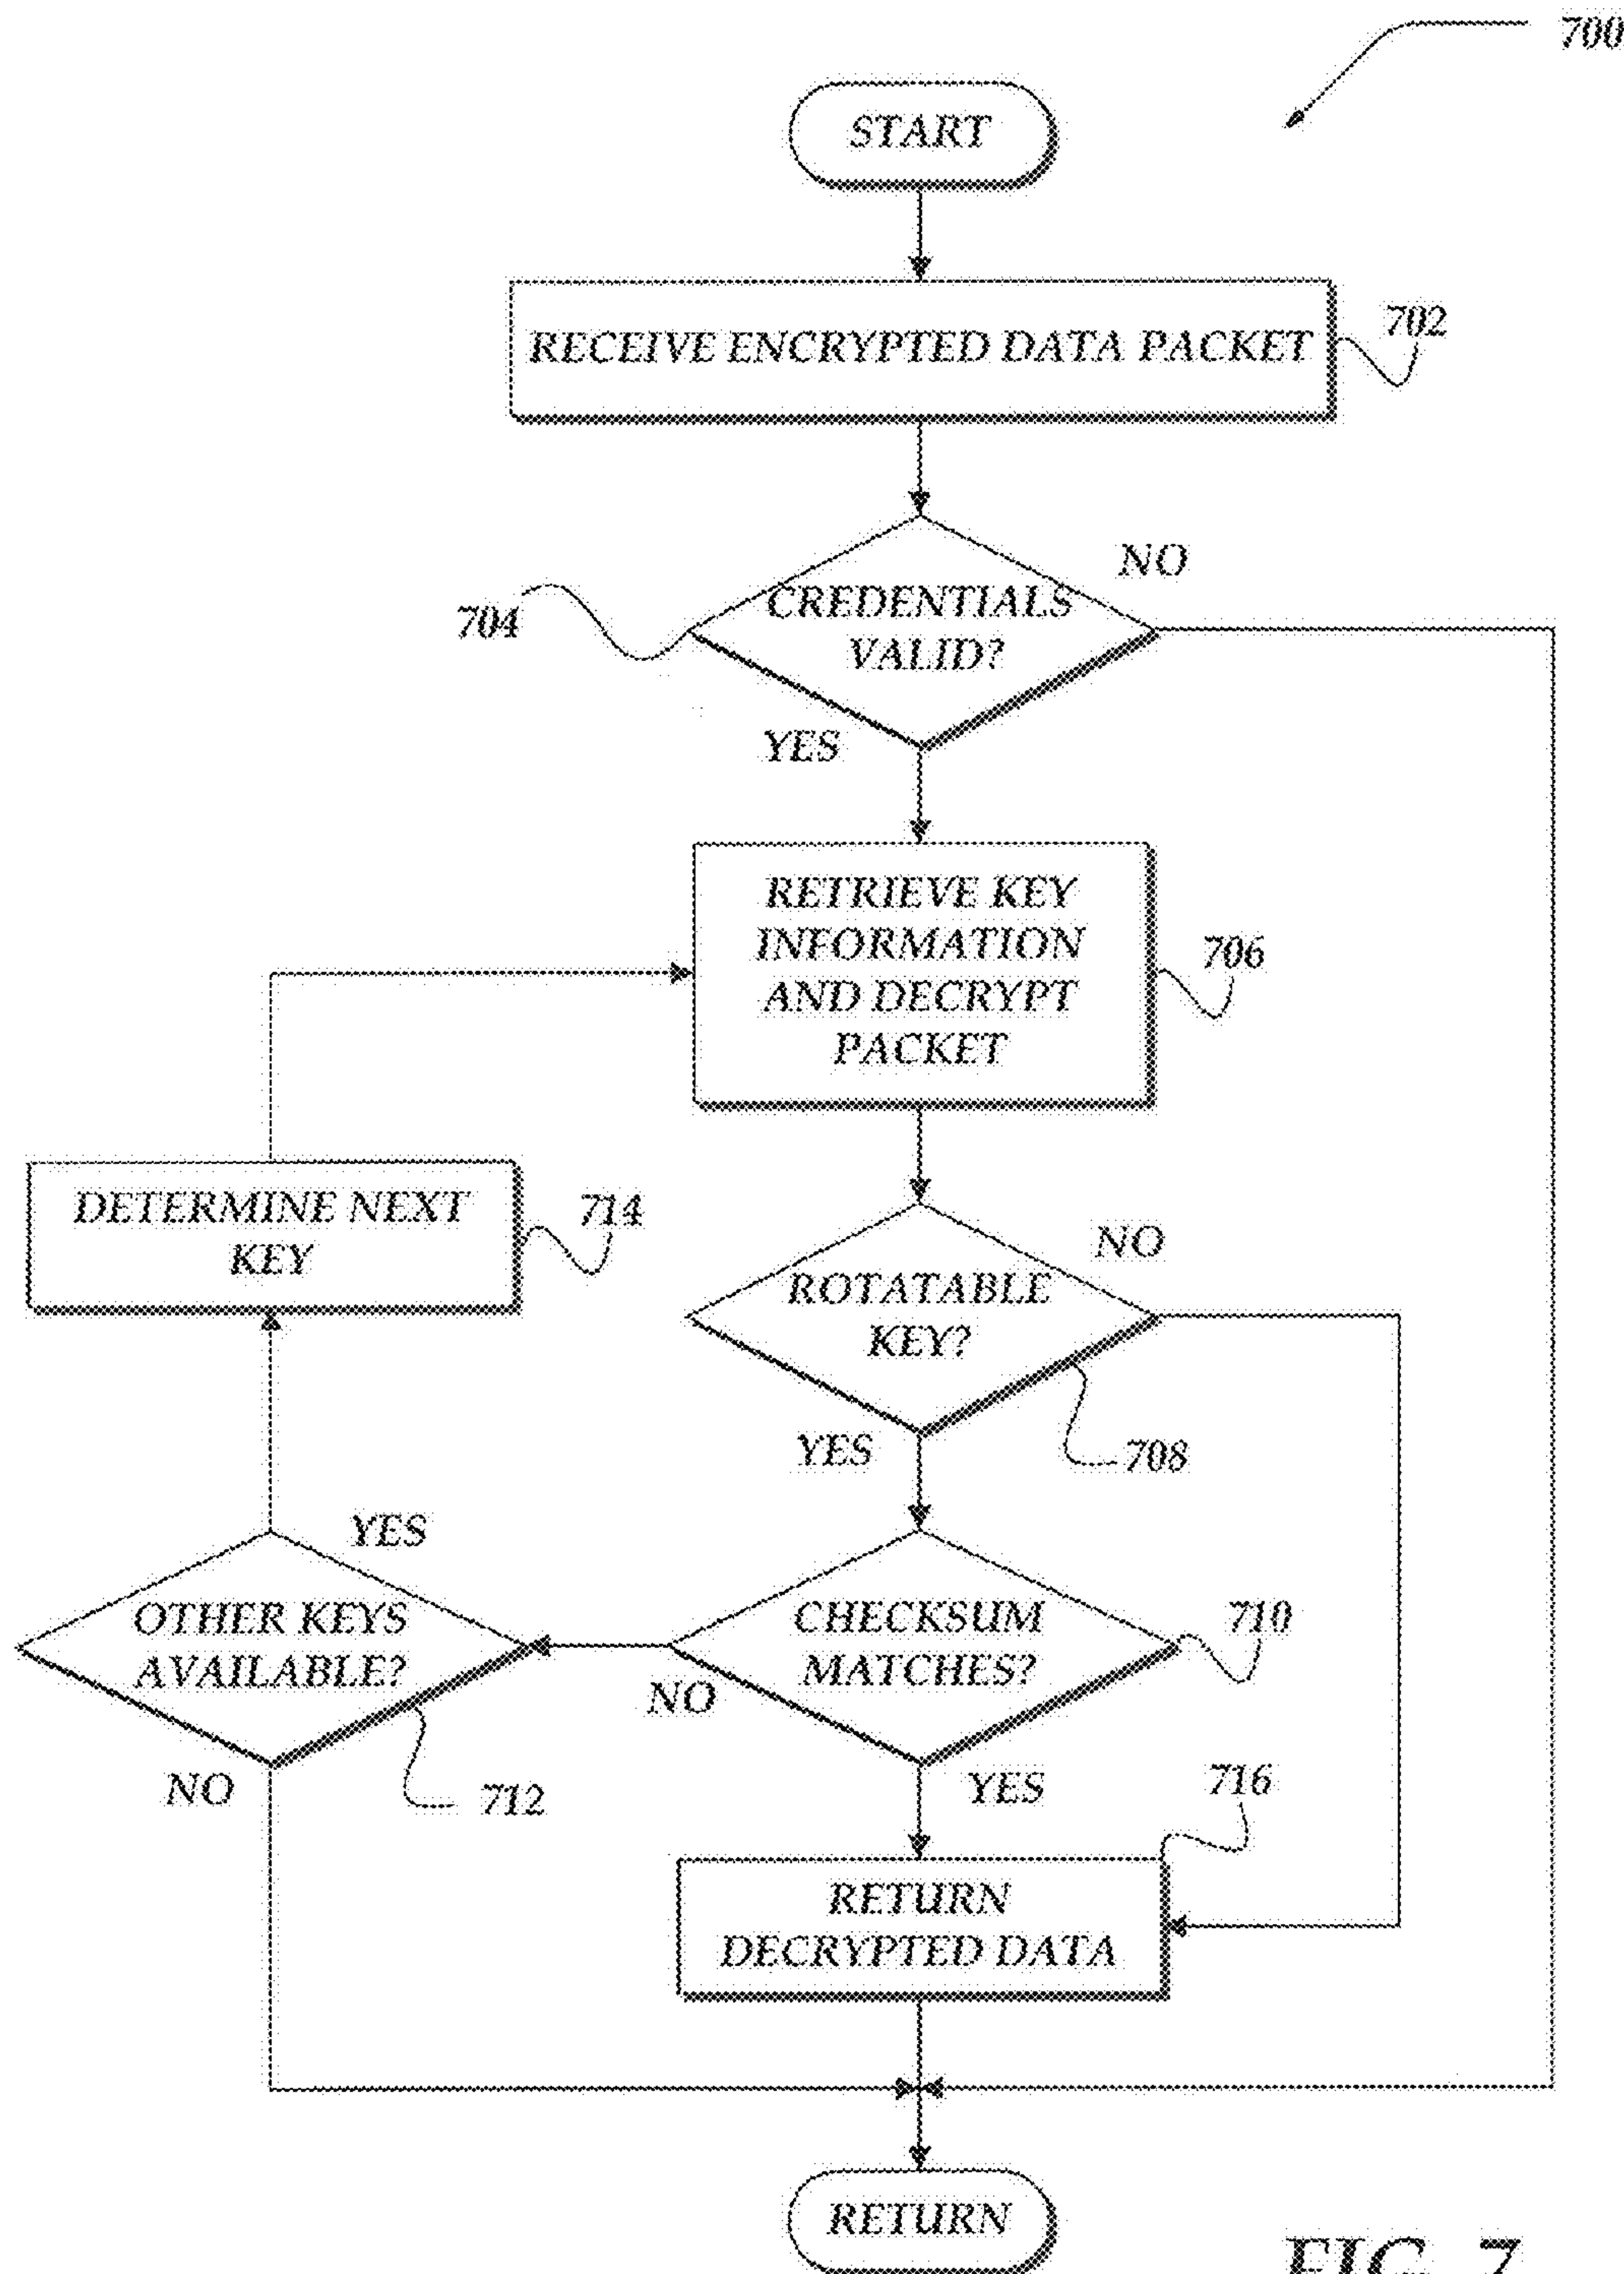 700
START
RECEIVE ENCRYPTED DATA PACKET
702
NO
CREDENTIALS
VALID?
704
YES
RETRIEVE KEY
INFORMATION
AND DECRYPT
PACKET
706
DETERMINE NEXT
KEY
714
NO
ROTATABLE
KEY?
YES
708
YES
OTHER KEYS
AVAILABLE?
NO
712
CHECKSUM
MATCHES?
710
NO
YES
716
RETURN
DECRYPTED DATA
RETURN
FIG. 7